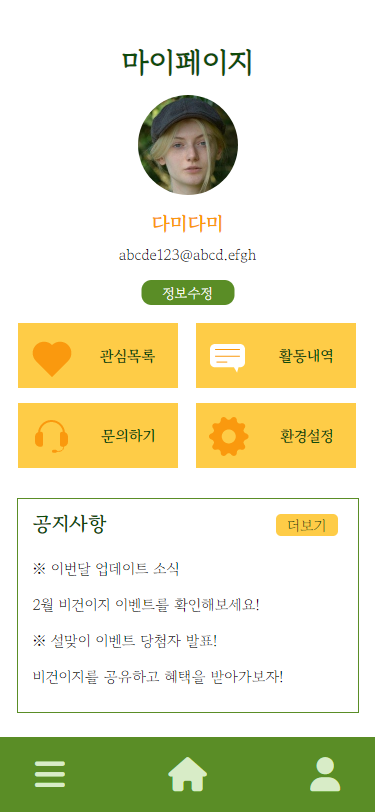 마이페이지
다미다미
abcde123@abcd.efgh
정보수정
관심목록
활동내역
문의하기
환경설정
공지사항
더보기
※ 이번달 업데이트 소식
2월 비건이지 이벤트를 확인해보세요!
※ 설맞이 이벤트 당첨자 발표!
비건이지를 공유하고 혜택을 받아가보자!